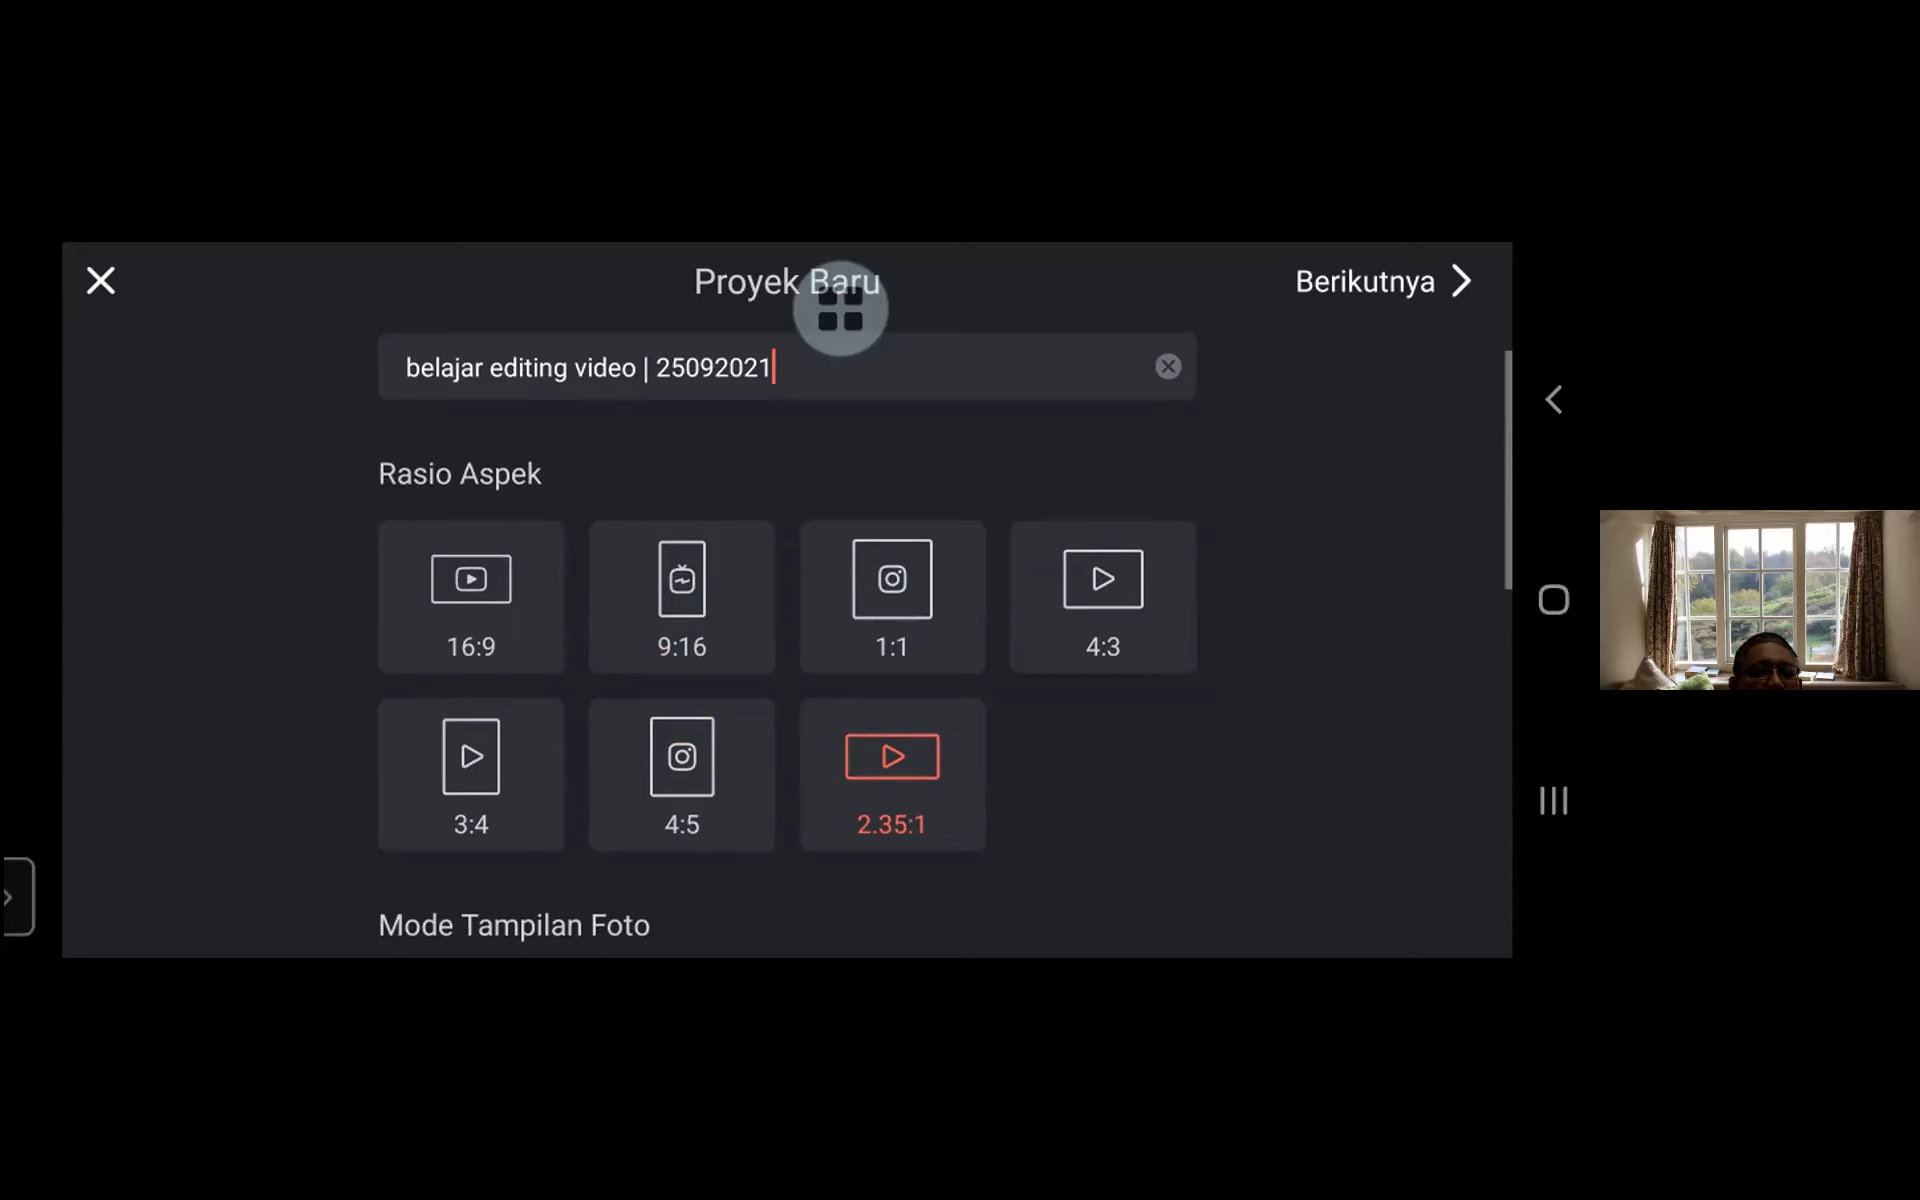 Proyek Baru
Berikutnya
belajar editing video | 25092021
Rasio Aspek
16:9
9:16
1:1
4:3
3:4
4:5
2.35:1
Mode Tampilan Foto